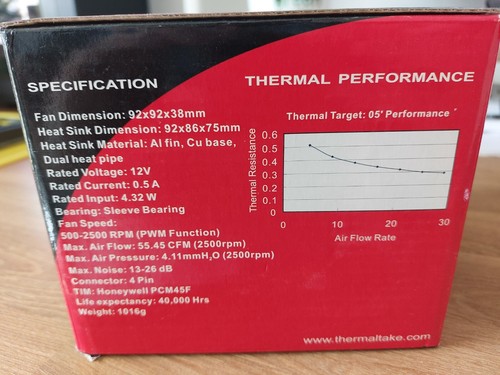 SPECIFICATION
Fan Dimension: 92x92x38mm
Heat Sink Dimension: 92x86x75mm
Heat Sink Material: Al fin, Cu base,
Dual heat pipe
Rated Voltage: 12V
Rated Current: 0.5 A
Rated Input: 4.32 W
Bearing: Sleeve Bearing
Fan Speed:
500-2500 RPM (PWM Function)
Max. Air Flow: 55.45 CFM (2500rpm)
Max. Air Pressure: 4.11mmH₂O (2500rpm)
Max. Noise: 13-26 dB
Connector: 4 Pin
TIM: Honeywell PCM45F
Life expectancy: 40,000 Hrs
Weight: 1016g
THERMAL PERFORMANCE
Thermal Target: 05' Performance
Thermal Resistance
0.6
0.5
0.4
0.3
0.2
0.1
0
0 10 20 30
Air Flow Rate
www.thermaltake.com